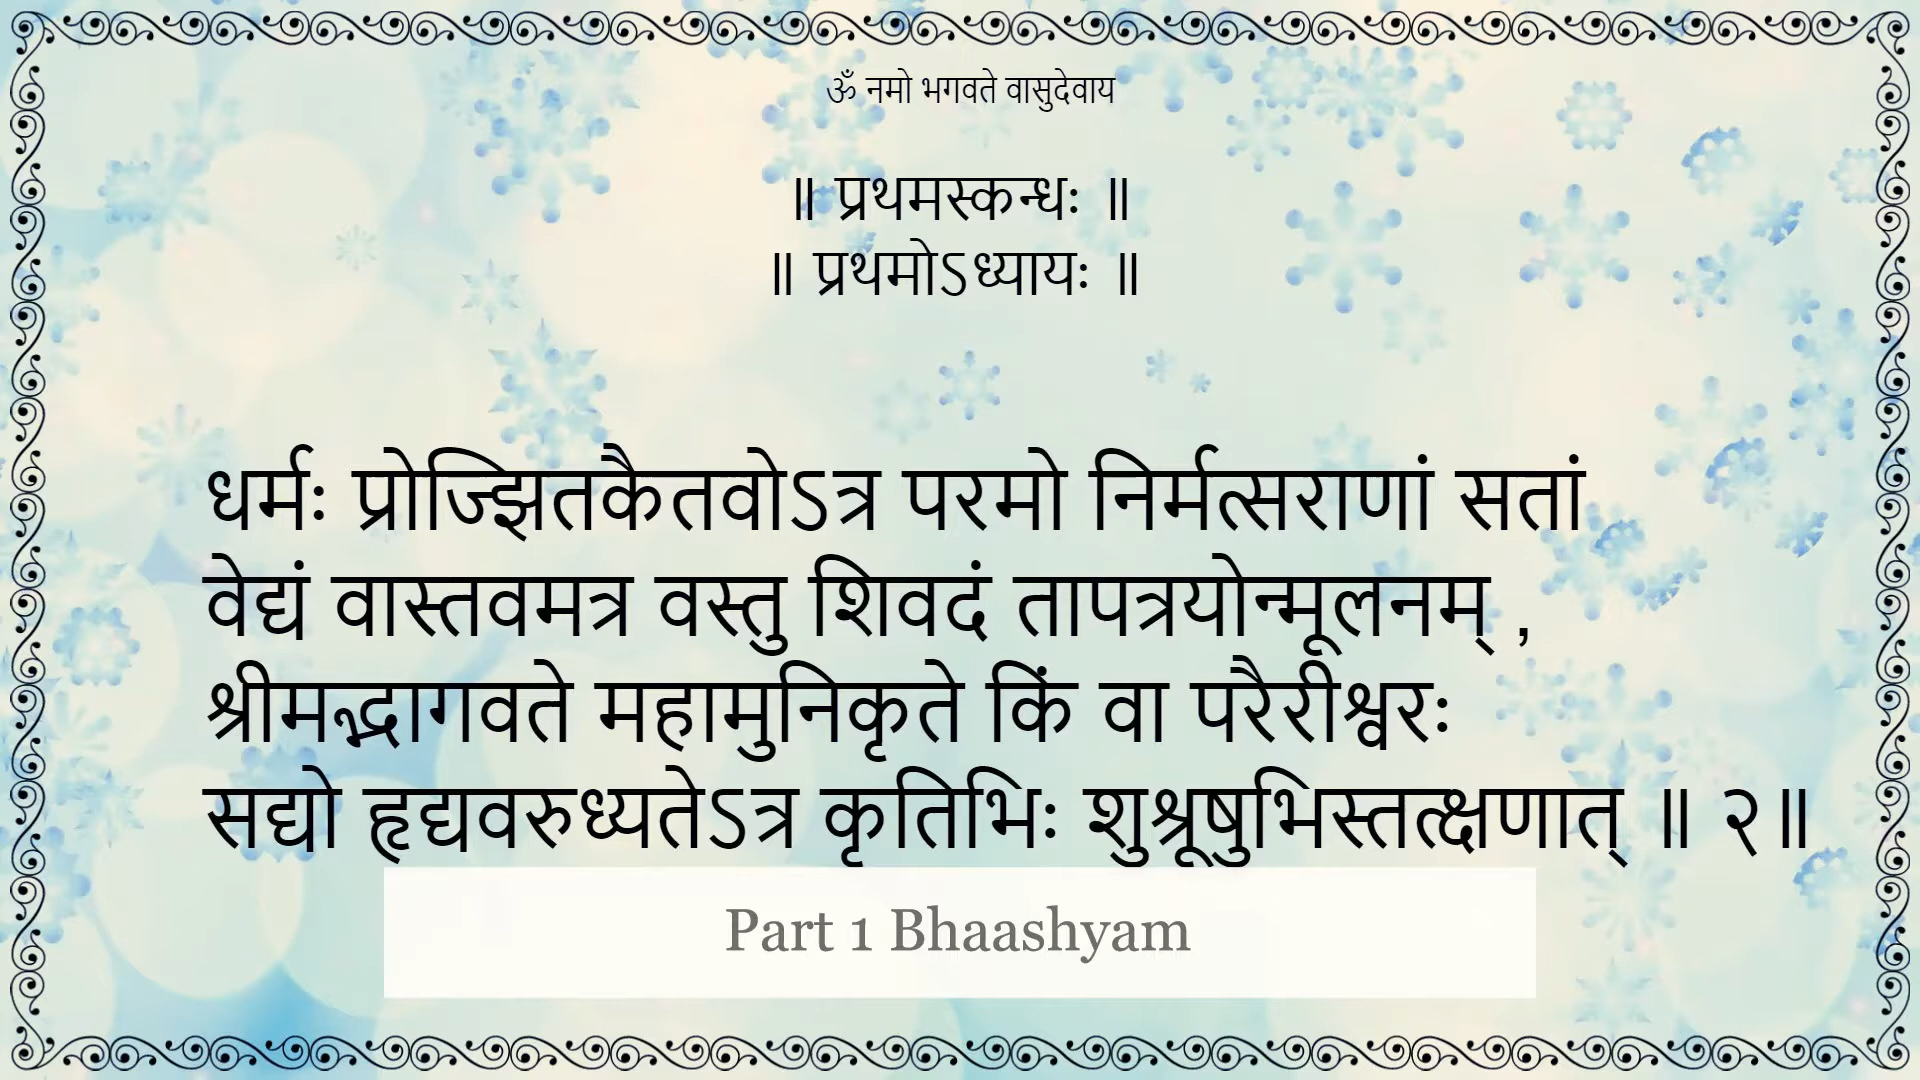 ॐ नमो भगवते वासुदेवाय
॥ प्रथमस्कन्धः ॥
॥ प्रथमोऽध्यायः ॥
धर्मः प्रोज्झितकैतवोऽत्र परमो निर्मत्सराणां सतां
वेद्यं वास्तवमत्र वस्तु शिवदं तापत्रयोन्मूलनम् ,
श्रीमद्भागवते महामुनिकृते किं वा परैरीश्वरः
सद्यो हृद्यवरुध्यतेऽत्र कृतिभिः शुश्रूषुभिस्तत्क्षणात् ॥ २॥
Part 1 Bhaashyam